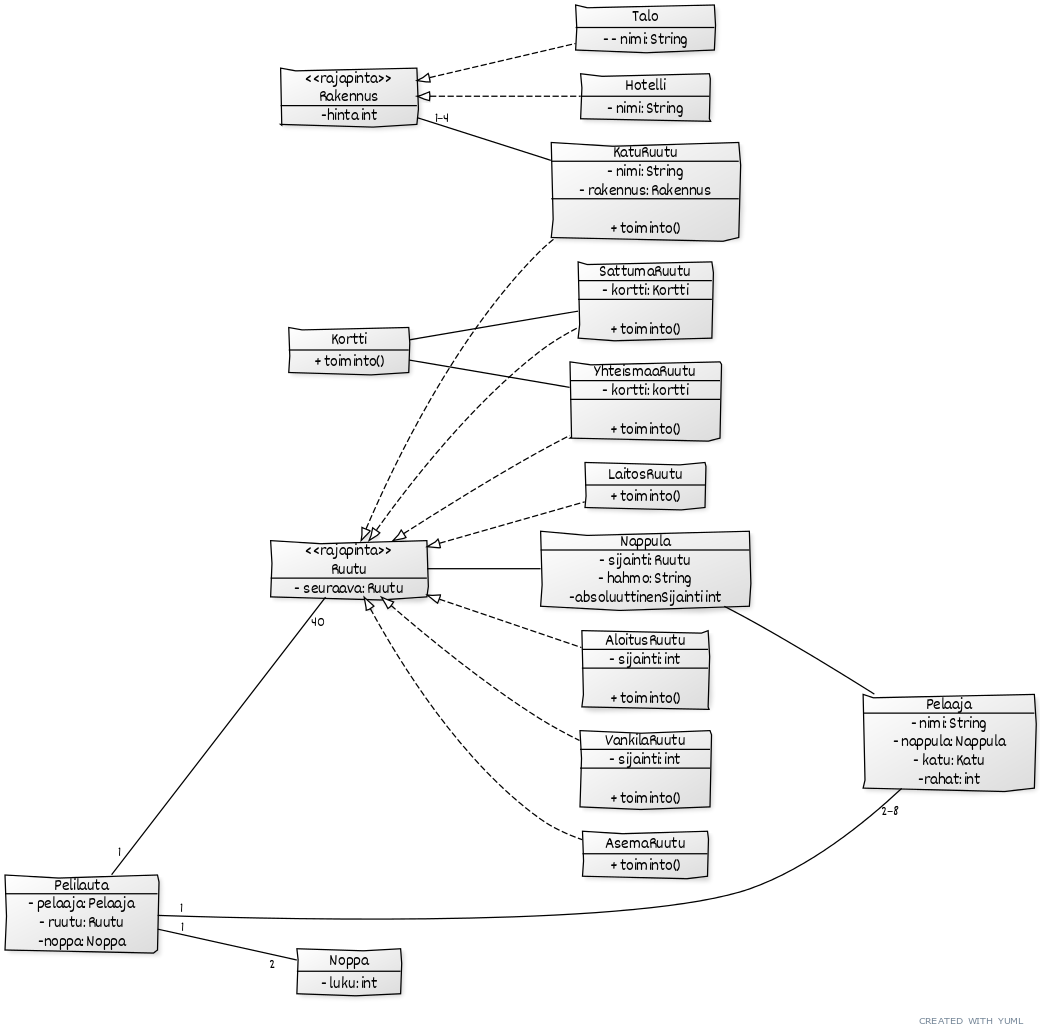 Talo
-- nimi: String
<<rajapinta>>
Rakennus
-hinta:int
Hotelli
- nimi: String
1-4
KatuRuutu
- nimi: String
- rakennus: Rakennus
+ toiminto()
SattumaRuutu
- kortti: Kortti
+ toiminto()
Kortti
+ toiminto()
YhteismaaRuutu
- kortti: kortti
+ toiminto()
LaitosRuutu
+ toiminto()
<<rajapinta>>
Ruutu
- seuraava: Ruutu
Nappula
- sijainti: Ruutu
- hahmo: String
-absoluuttinenSijainti:int
40
AloitusRuutu
- sijainti: int
+ toiminto()
Pelaaja
- nimi: String
- nappula: Nappula
- katu: Katu
-rahat: int
VankilaRuutu
- sijainti: int
+ toiminto()
2-8
AsemaRuutu
+ toiminto()
1
Pelilauta
- pelaaja: Pelaaja
- ruutu: Ruutu
-noppa: Noppa
1
1
2
Noppa
- luku: int
CREATED WITH YUML